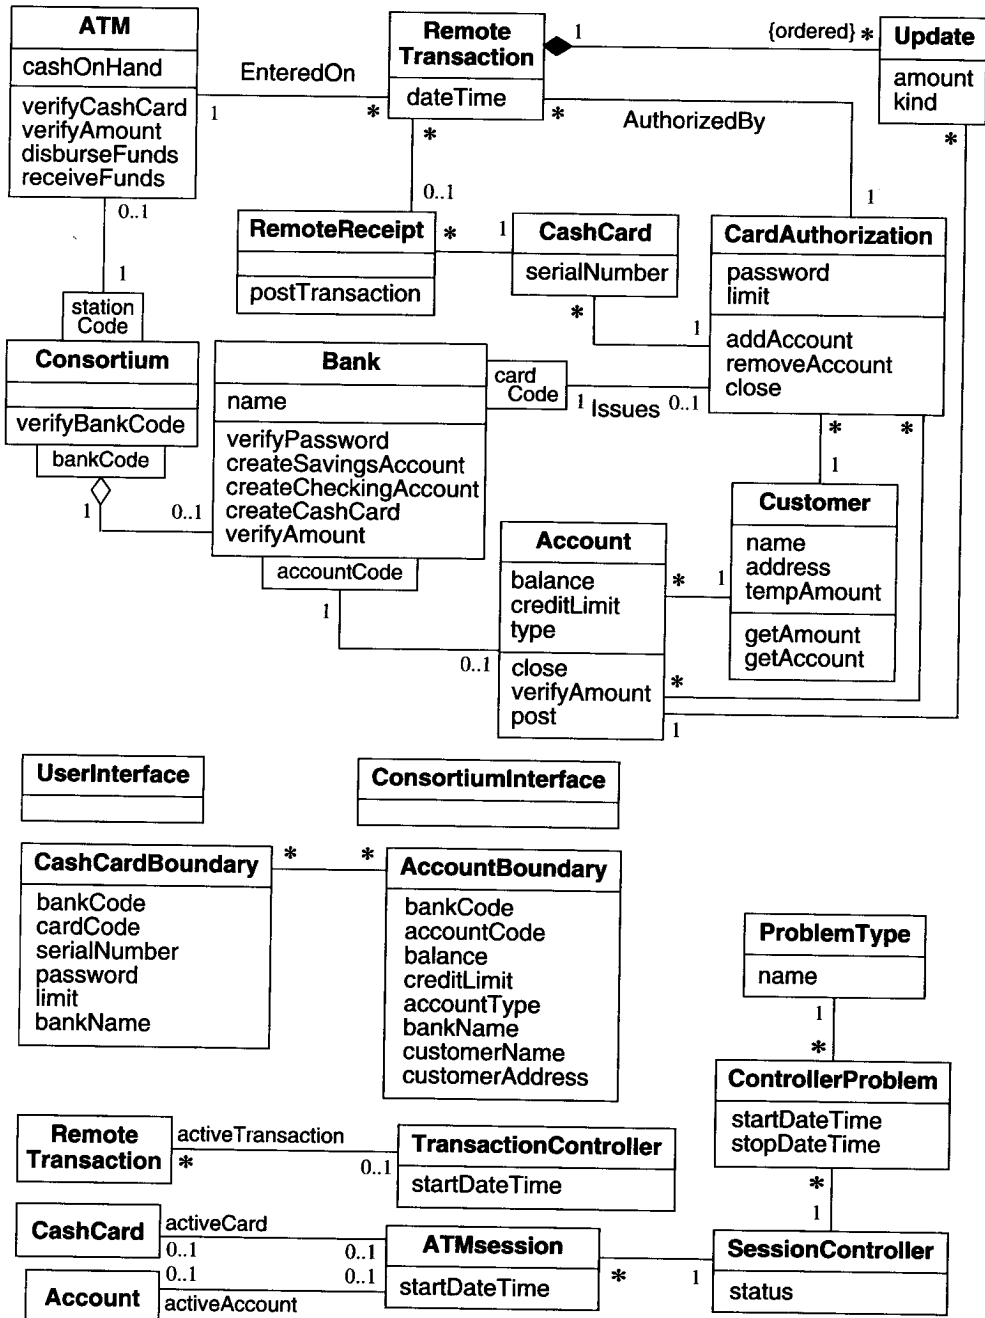 ATM
cashOnHand
verifyCashCard
verifyAmount
disburseFunds
receiveFunds
EnteredOn
1
*
Remote
Transaction
dateTime
1
{ordered} *
Update
amount
kind
*
*
AuthorizedBy
1
*
0..1
0..1
1
station
Code
RemoteReceipt
postTransaction
*
1
CashCard
serialNumber
*
1
CardAuthorization
password
limit
addAccount
removeAccount
close
Consortium
verifyBankCode
bankCode
1
0..1
Bank
name
verifyPassword
createSavingsAccount
createCheckingAccount
createCashCard
verifyAmount
accountCode
card
Code
1
Issues
0..1
*
*
1
Customer
name
address
tempAmount
getAmount
getAccount
1
0..1
Account
balance
creditLimit
type
close
verifyAmount
post
*
1
*
1
UserInterface
ConsortiumInterface
CashCardBoundary
bankCode
cardCode
serialNumber
password
limit
bankName
*
*
AccountBoundary
bankCode
accountCode
balance
creditLimit
accountType
bankName
customerName
customerAddress
ProblemType
name
1
*
ControllerProblem
startDateTime
stopDateTime
*
1
Remote
Transaction
activeTransaction
*
0..1
TransactionController
startDateTime
CashCard
activeCard
0..1
0..1
ATMsession
startDateTime
*
1
SessionController
status
Account
0..1
0..1
activeAccount